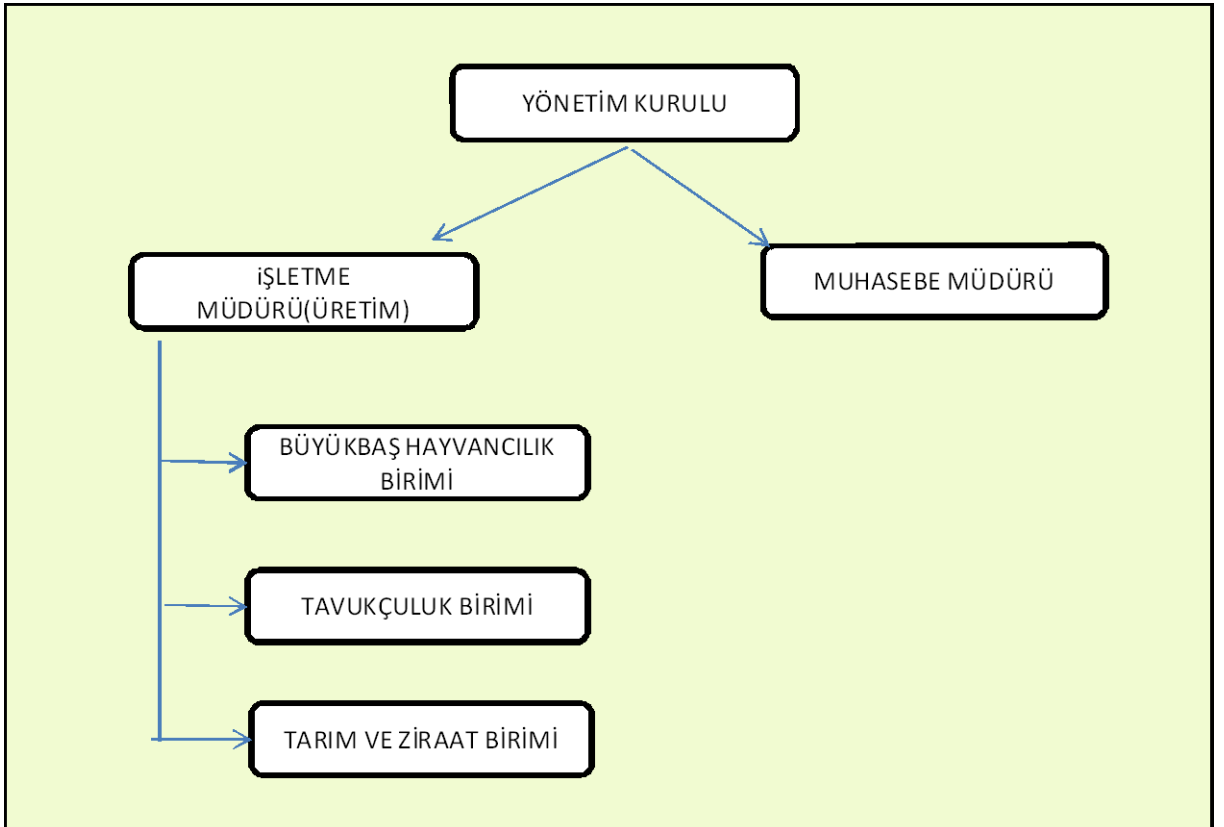 YÖNETİM KURULU
iŞLETME
MÜDÜRÜ(ÜRETİM)
MUHASEBE MÜDÜRÜ
BÜYÜKBAŞ HAYVANCILIK
BİRİMİ
TAVUKÇULUK BİRİMİ
TARIM VE ZİRAAT BİRİMİ